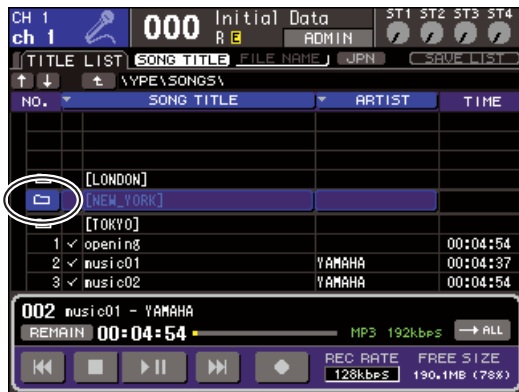 CH 1 000 Initial Data ST1 ST2 ST3 ST4
ch 1 R E ADMIN
TITLE LIST SONG TITLE FILE NAME JPN SAVE LIST
\YPE\SONGS\
NO. SONG TITLE ARTIST TIME
[LONDON]
[NEW_YORK]
[TOKYO]
1 ✓ opening 00:04:54
2 ✓ music01 YAMAHA 00:04:37
3 ✓ music02 YAMAHA 00:04:54
002 music01 - YAMAHA
REMAIN 00:04:54 MP3 192kbps → ALL
REC RATE FREE SIZE
128kbps 190.1MB (78%)